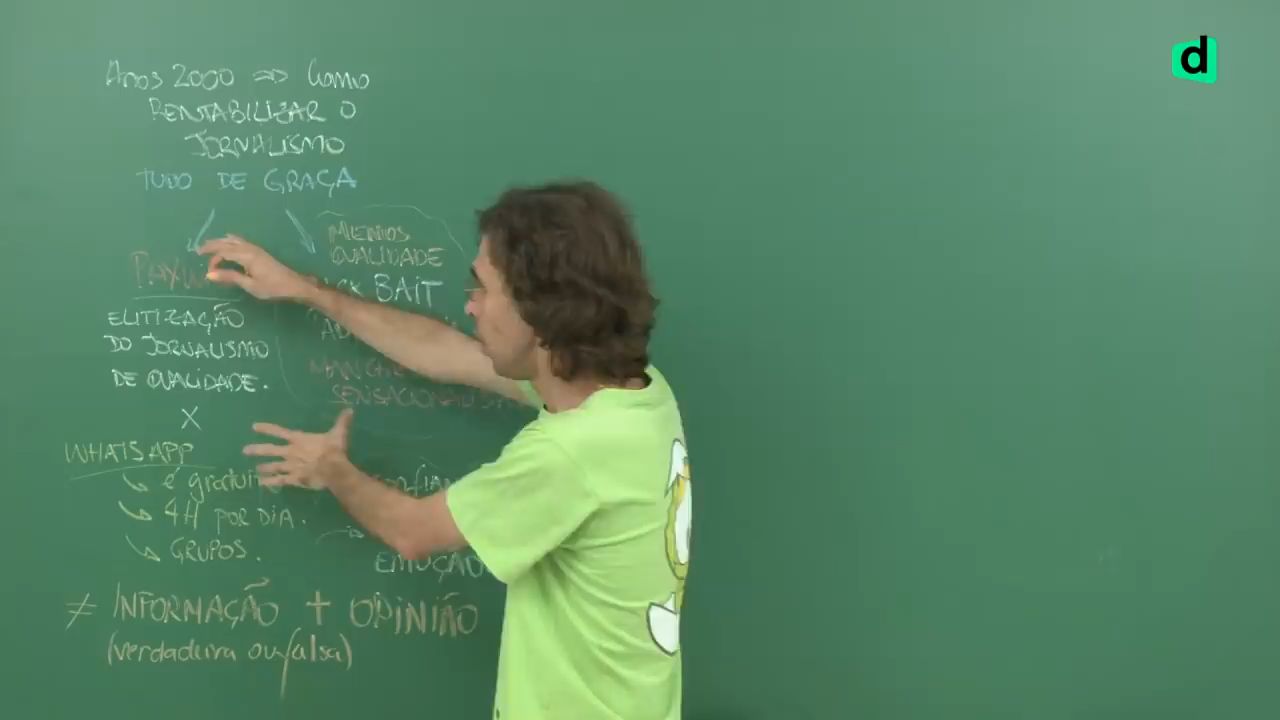 Anos 2000 => Como
RENTABILIZAR O
JORNALISMO
TUDO DE GRAÇA
MENOS
QUALIDADE
BAIT
ELITIZAÇÃO
DO JORNALISMO
DE QUALIDADE.
X
WHATSAPP
é
4H POR DIA.
GRUPOS.
EMOÇÃO
≠ INFORMAÇÃO + OPINIÃO
(verdadeira ou falsa)
d